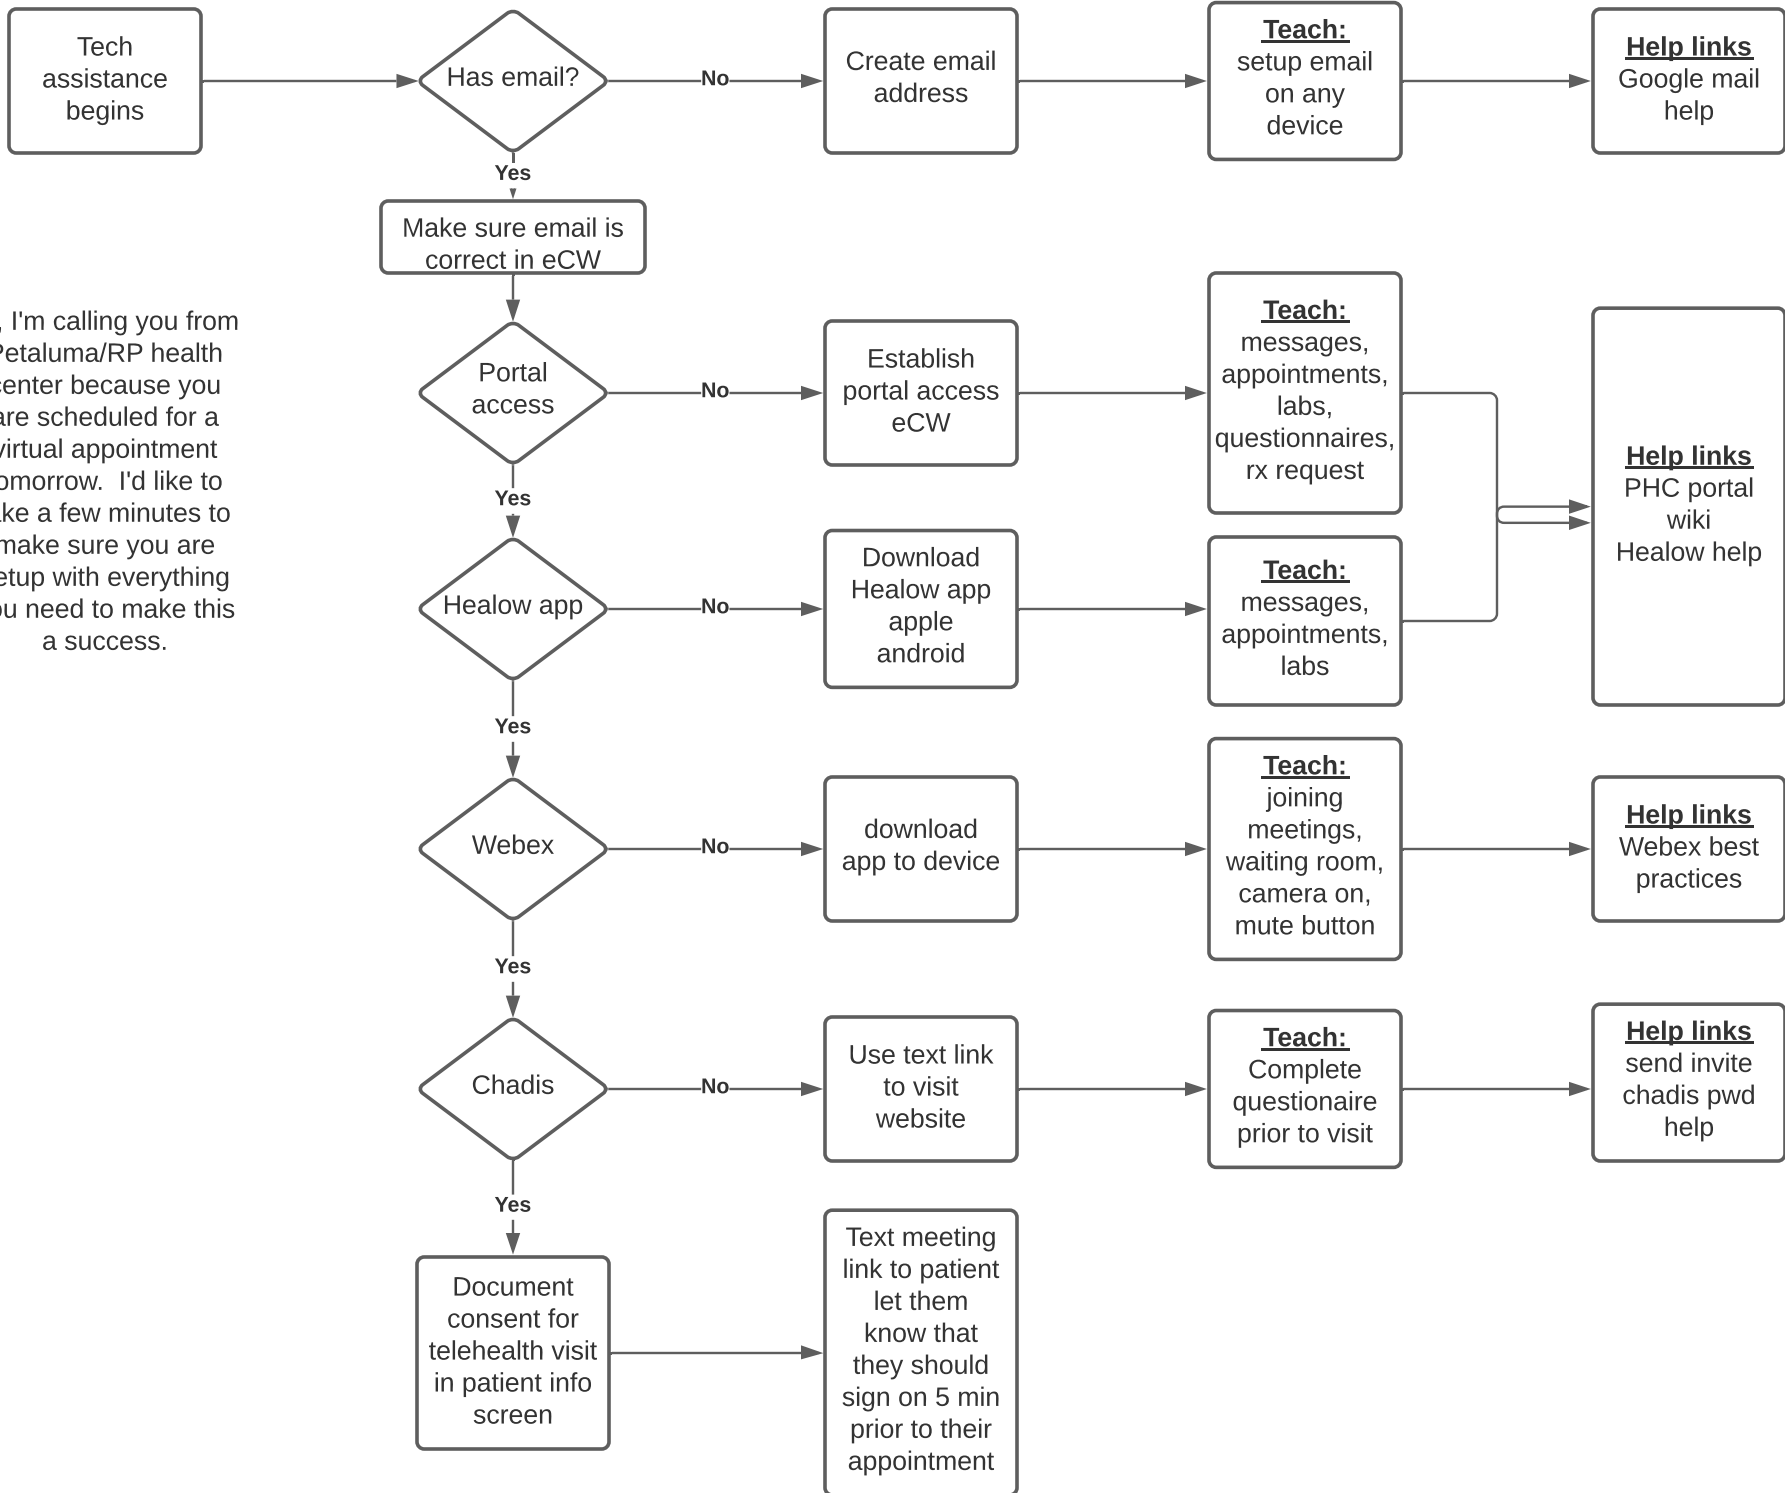 Tech
assistance
begins
Has email?
No
Create email
address
Teach:
setup email
on any
device
Help links
Google mail
help
Yes
Make sure email is
correct in eCW
, I'm calling you from
Petaluma/RP health
center because you
are scheduled for a
virtual appointment
tomorrow. I'd like to
a few minutes to
make sure you are
setup with everything
you need to make this
a success.
Portal
access
No
Establish
portal access
eCW
Teach:
messages,
appointments,
labs,
questionnaires,
rx request
Help links
PHC portal
wiki
Healow help
Yes
Healow app
No
Download
Healow app
apple
android
Teach:
messages,
appointments,
labs
Yes
Webex
No
download
app to device
Teach:
joining
meetings,
waiting room,
camera on,
mute button
Help links
Webex best
practices
Yes
Chadis
No
Use text link
to visit
website
Teach:
Complete
questionaire
prior to visit
Help links
send invite
chadis pwd
help
Yes
Document
consent for
telehealth visit
in patient info
screen
Text meeting
link to patient
let them
know that
they should
sign on 5 min
prior to their
appointment